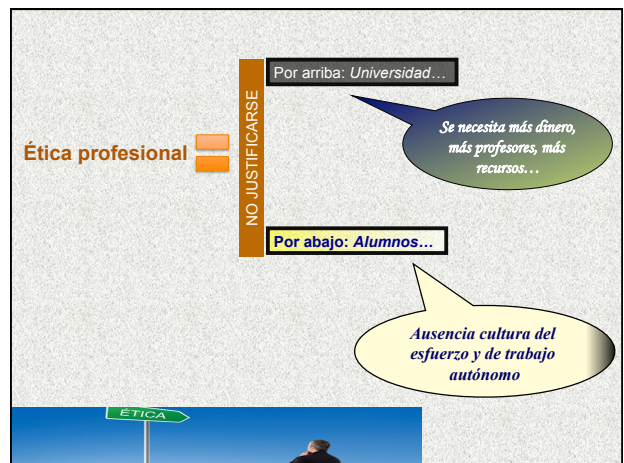 Por arriba: Universidad…
Se necesita más dinero,
más profesores, más
recursos…
Ética profesional
NO JUSTIFICARSE
Por abajo: Alumnos…
Ausencia cultura del
esfuerzo y de trabajo
autónomo
ÉTICA